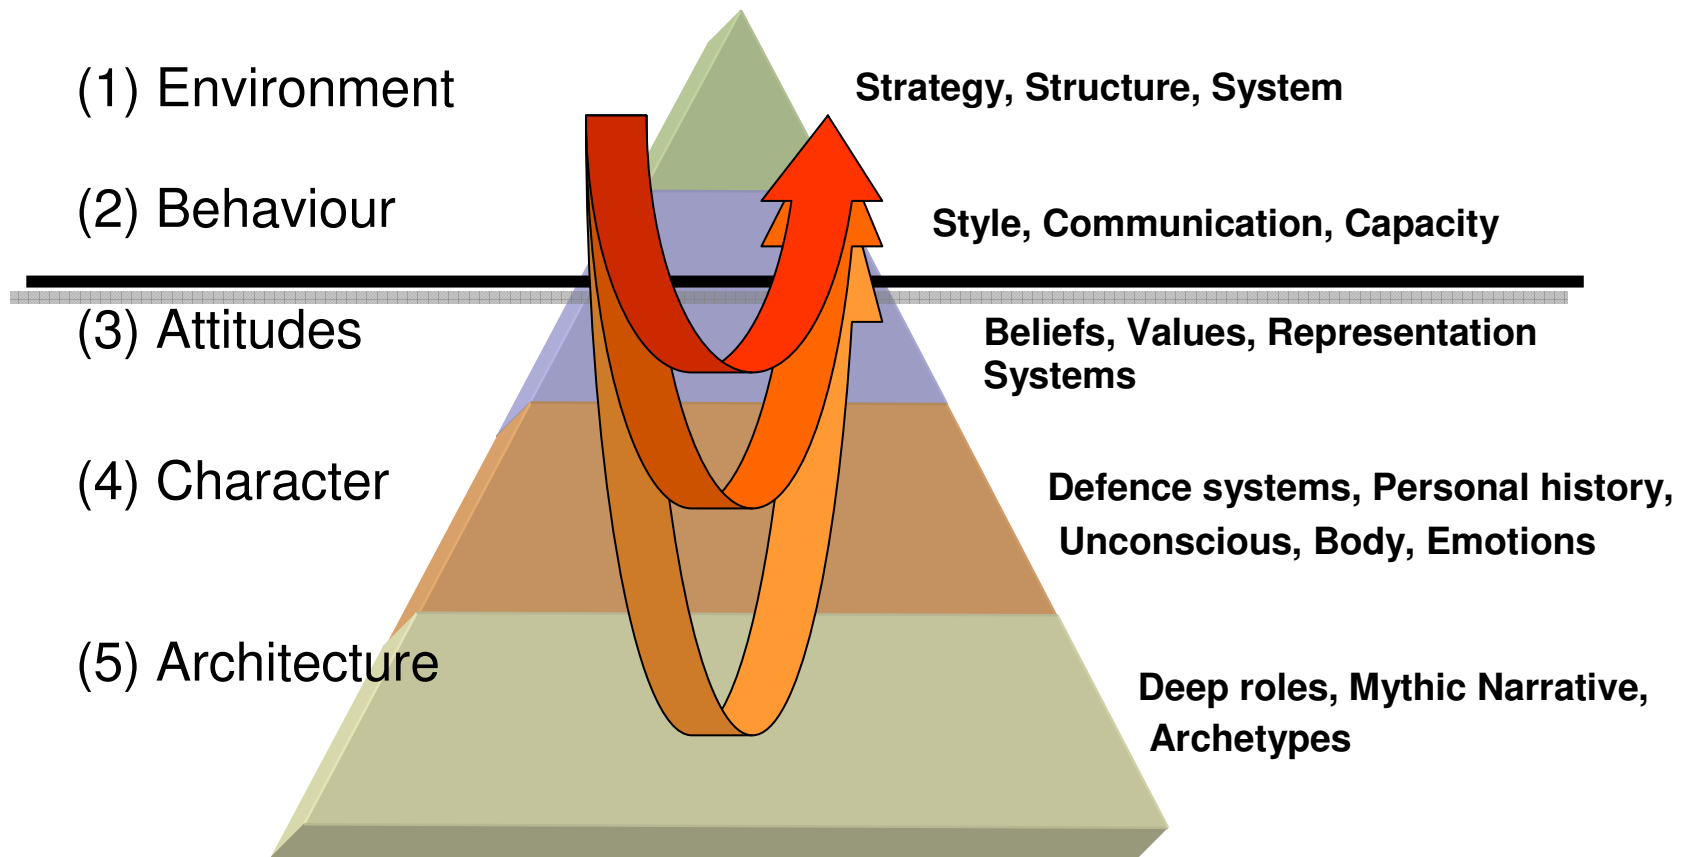 (1) Environment
Strategy, Structure, System
(2) Behaviour
Style, Communication, Capacity
(3) Attitudes
Beliefs, Values, Representation
Systems
(4) Character
Defence systems, Personal history,
Unconscious, Body, Emotions
(5) Architecture
Deep roles, Mythic Narrative,
Archetypes